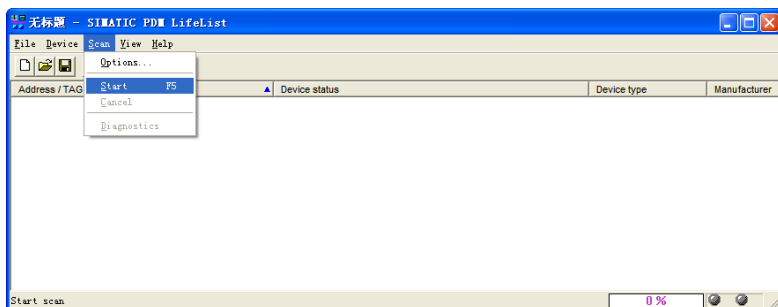 无标题 - SIMATIC PDM LifeList
File Device Scan View Help
Options...
Start F5
Cancel
Diagnostics
Address / TAG Device status Device type Manufacturer
Start scan 0 %